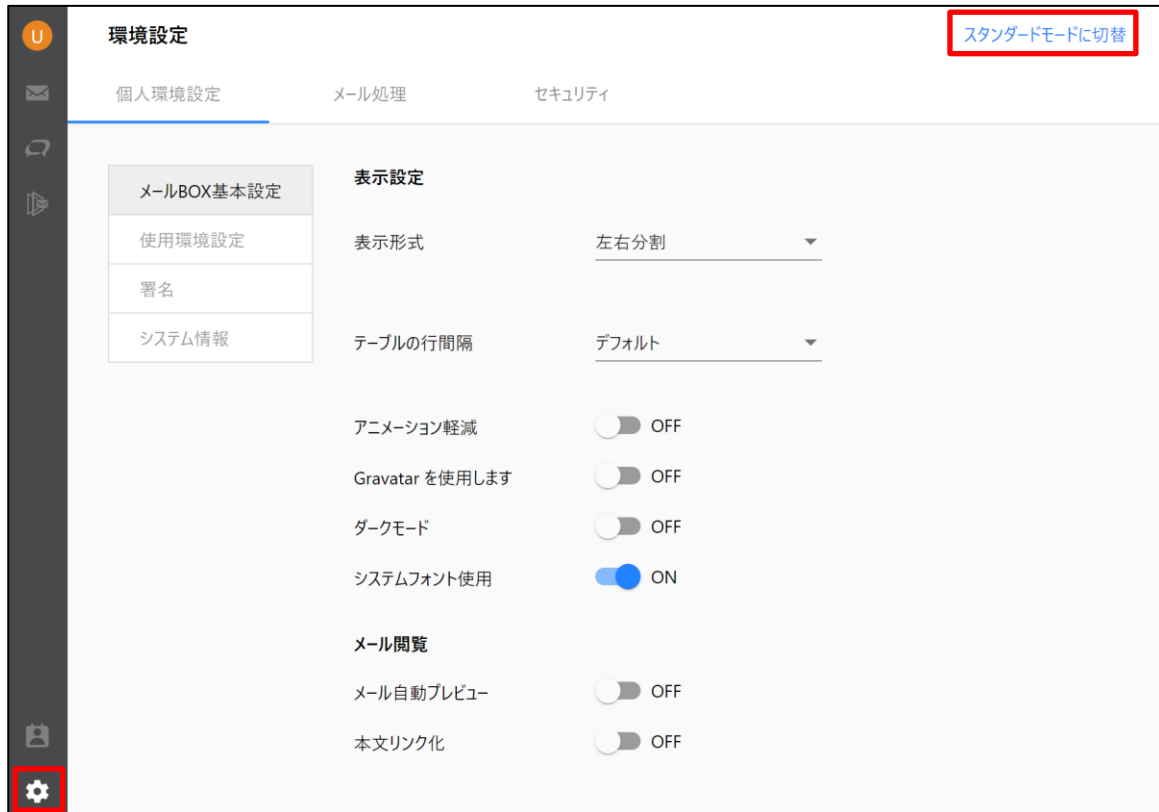 U
環境設定
スタンダードモードに切替
個人環境設定 メール処理 セキュリティ
メールBOX基本設定
使用環境設定
署名
システム情報
表示設定
表示形式 左右分割
テーブルの行間隔 デフォルト
アニメーション軽減 OFF
Gravatar を使用します OFF
ダークモード OFF
システムフォント使用 ON
メール閲覧
メール自動プレビュー OFF
本文リンク化 OFF